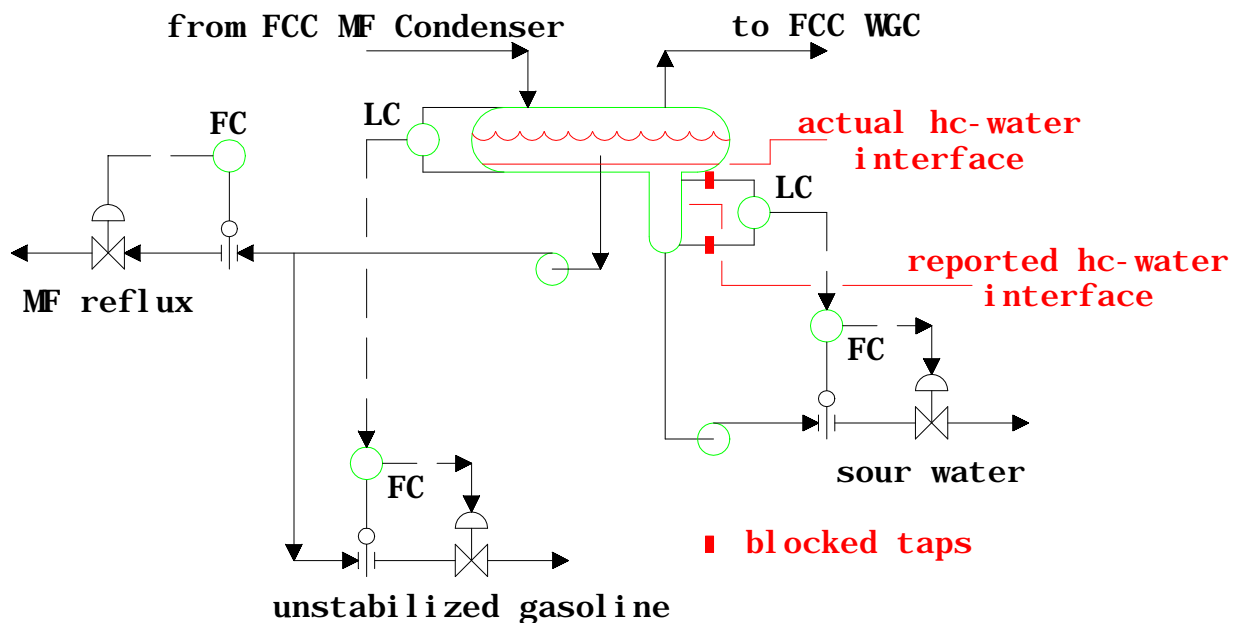 from FCC MF Condenser
to FCC WGC
LC
FC
actual hc-water
interface
LC
reported hc-water
interface
MF reflux
FC
FC
sour water
blocked taps
unstabilized gasoline